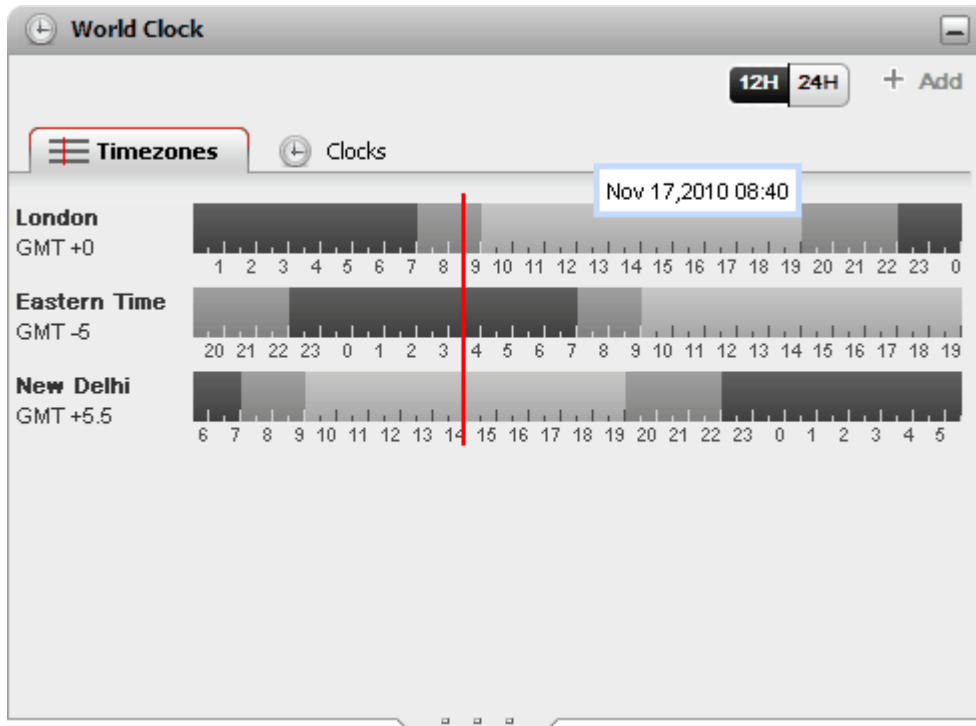 World Clock
12H 24H + Add
Timezones Clocks
Nov 17,2010 08:40
London
GMT +0
1 2 3 4 5 6 7 8 9 10 11 12 13 14 15 16 17 18 19 20 21 22 23 0
Eastern Time
GMT -5
20 21 22 23 0 1 2 3 4 5 6 7 8 9 10 11 12 13 14 15 16 17 18 19
New Delhi
GMT +5.5
6 7 8 9 10 11 12 13 14 15 16 17 18 19 20 21 22 23 0 1 2 3 4 5